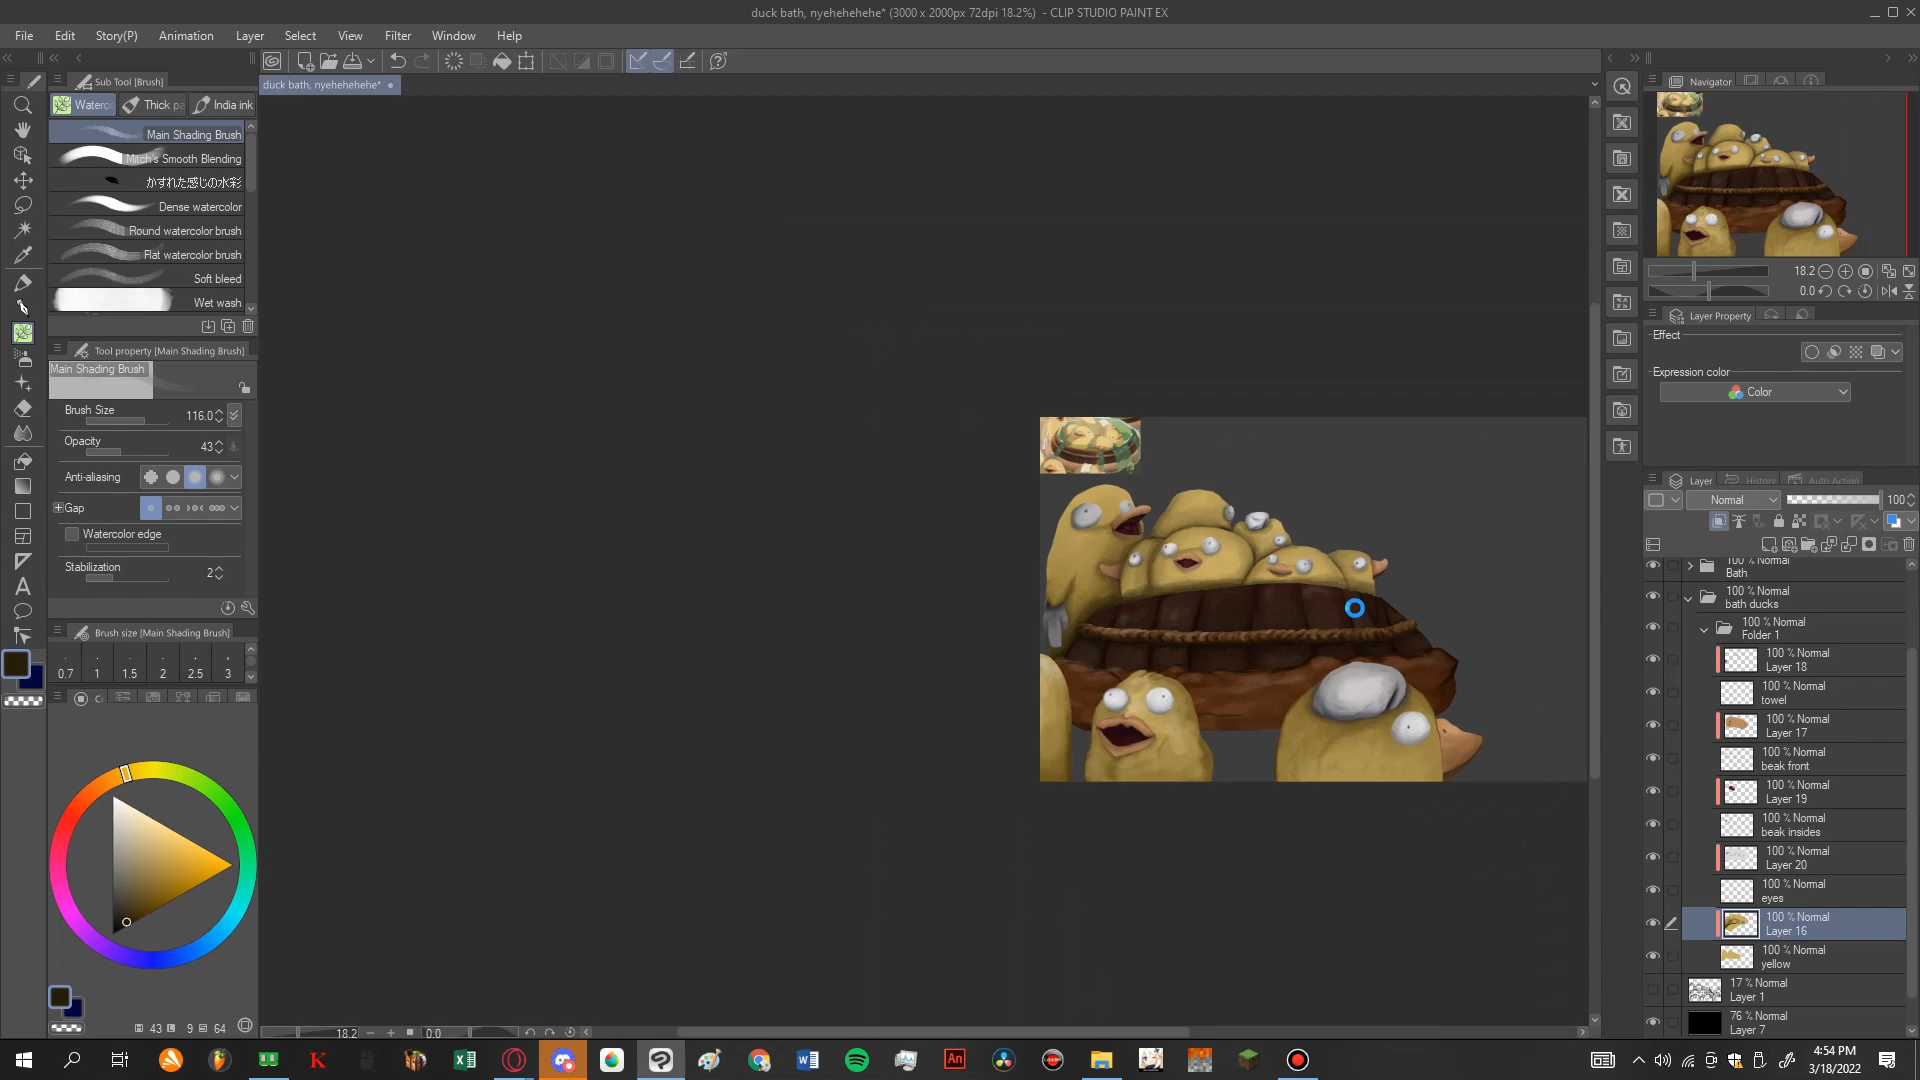 duck bath, nyehehehehe* (3000 x 2000px 72dpi 18.2%) - CLIP STUDIO PAINT EX
File Edit Story(P) Animation Layer Select View Filter Window Help
Sub Tool [Brush]
duck bath, nyehehehehe*
Navigator
Waterc Thick pa India ink
Main Shading Brush
Mitch's Smooth Blending
かすれた感じの水彩
Dense watercolor
Round watercolor brush
Flat watercolor brush
Soft bleed
Wet wash
18.2
0.0
Layer Property
Effect
Tool property [Main Shading Brush]
Main Shading Brush
Expression color
Color
Brush Size 116.0
Opacity 43
Anti-aliasing
Gap
Watercolor edge
Stabilization 2
Layer History Auto Action
Normal 100
100 % Normal
Bath
100 % Normal
bath ducks
100 % Normal
Folder 1
100 % Normal
Layer 18
100 % Normal
towel
100 % Normal
Layer 17
100 % Normal
beak front
100 % Normal
Layer 19
100 % Normal
beak insides
100 % Normal
Layer 20
100 % Normal
eyes
100 % Normal
Layer 16
100 % Normal
yellow
17 % Normal
Layer 1
76 % Normal
Layer 7
Brush size [Main Shading Brush]
0.7 1 1.5 2 2.5 3
43 9 64
18.2 0.0
4:54 PM
3/18/2022